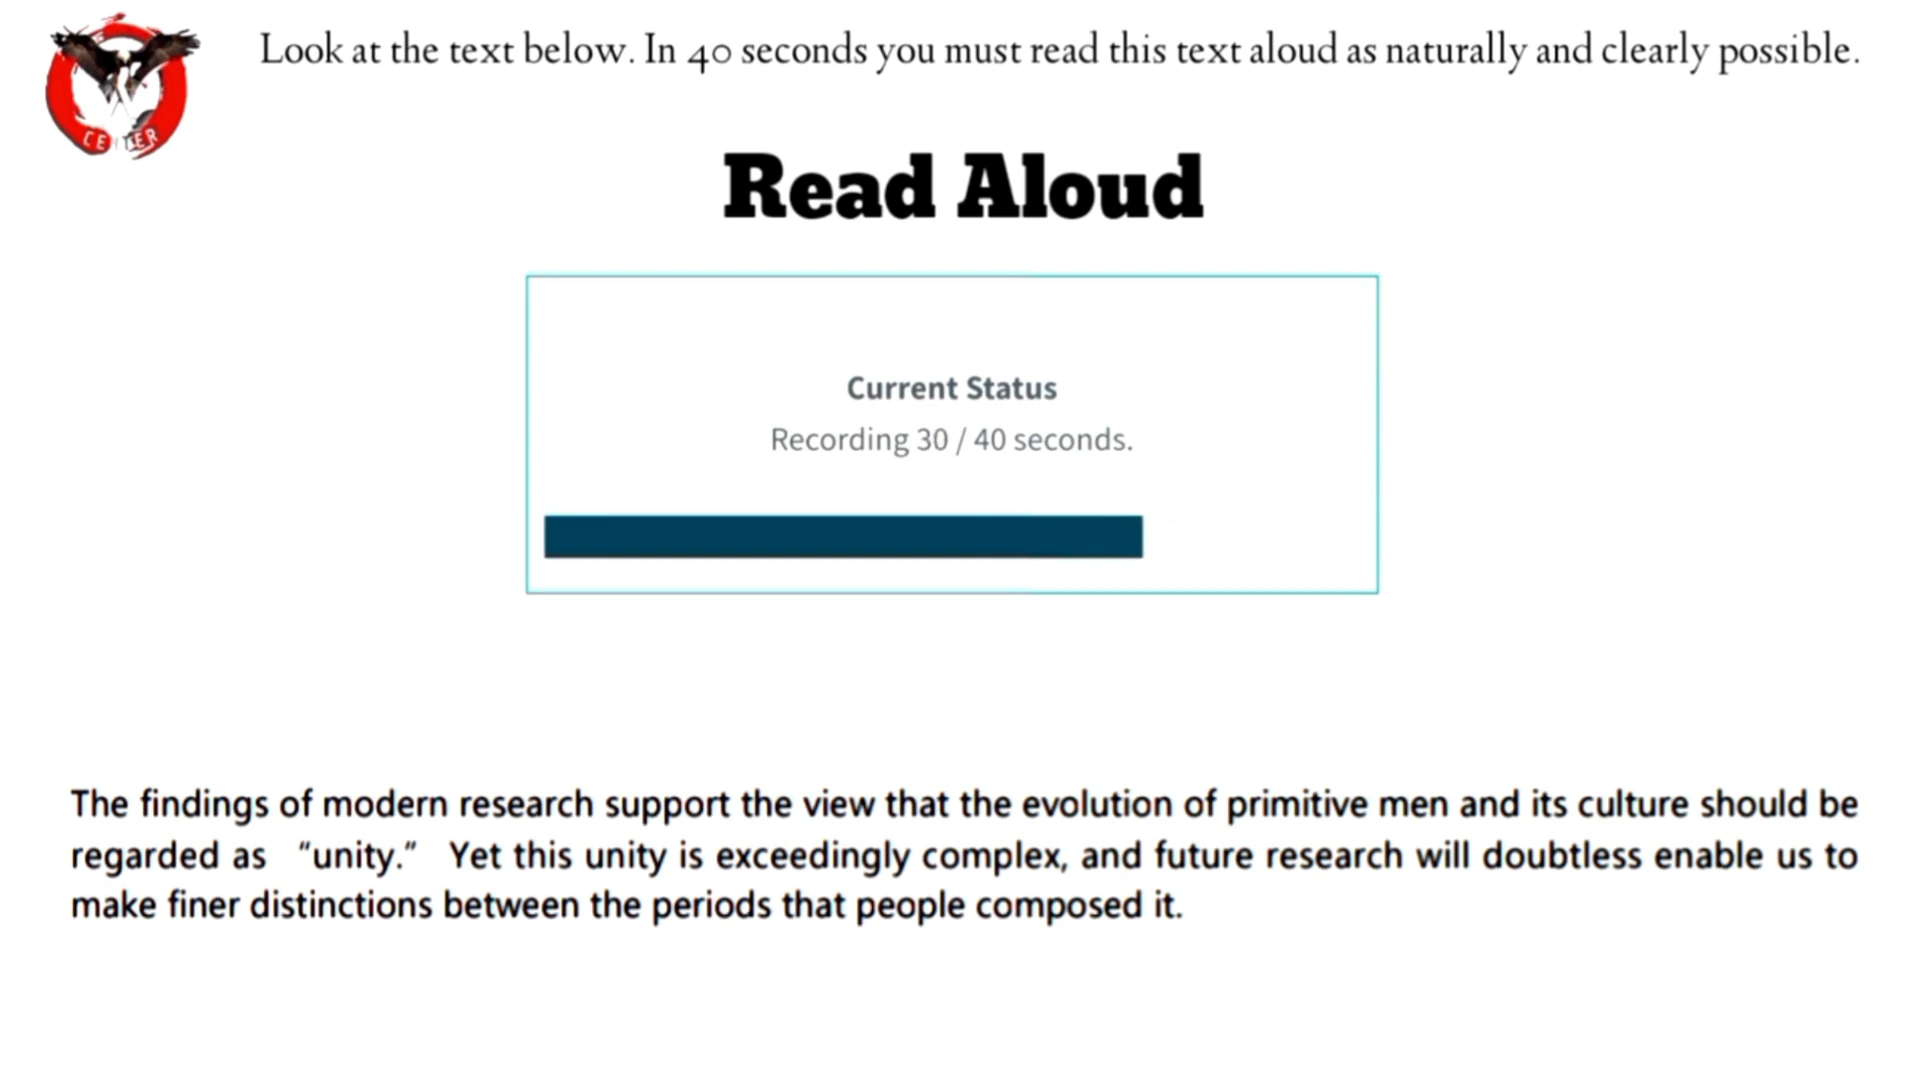 CENTER
Look at the text below. In 40 seconds you must read this text aloud as naturally and clearly possible.
Read Aloud
Current Status
Recording 30 / 40 seconds.
The findings of modern research support the view that the evolution of primitive men and its culture should be
regarded as “unity.” Yet this unity is exceedingly complex, and future research will doubtless enable us to
make finer distinctions between the periods that people composed it.